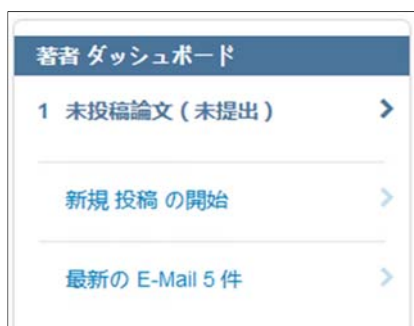 著者 ダッシュボード
1 未投稿論文 ( 未提出 )
新規 投稿 の開始
最新の E-Mail 5 件